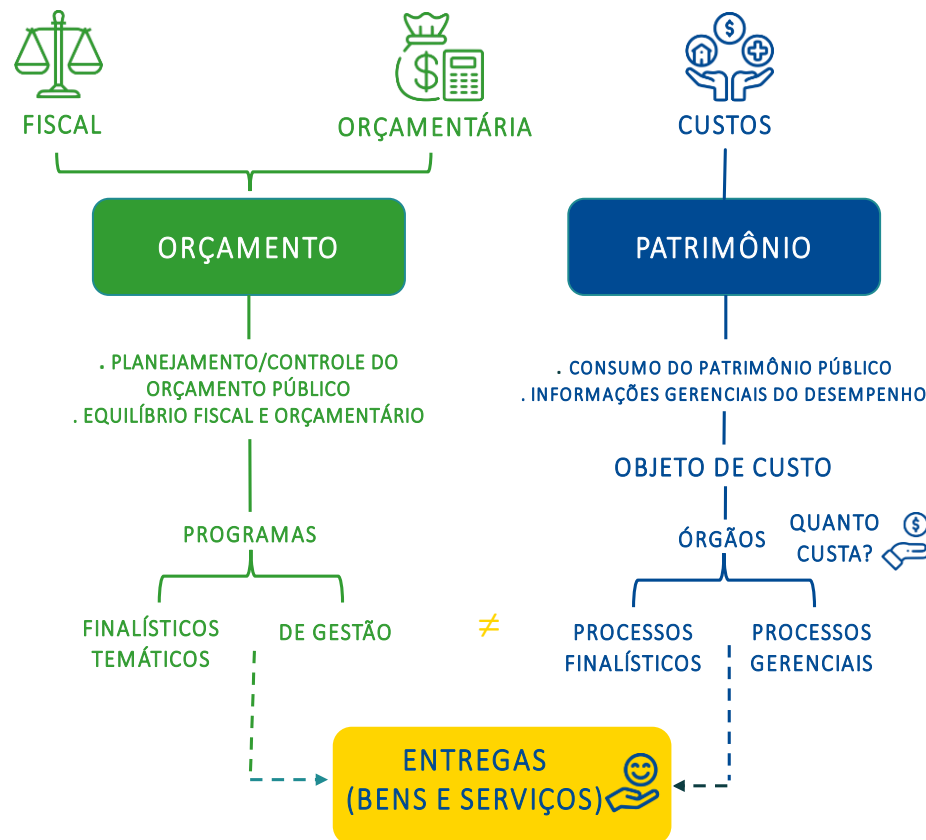 FISCAL
ORÇAMENTÁRIA
ORÇAMENTO
. PLANEJAMENTO/CONTROLE DO
ORÇAMENTO PÚBLICO
. EQUILÍBRIO FISCAL E ORÇAMENTÁRIO
PROGRAMAS
FINALÍSTICOS
TEMÁTICOS
DE GESTÃO
≠
$
$
CUSTOS
PATRIMÔNIO
. CONSUMO DO PATRIMÔNIO PÚBLICO
. INFORMAÇÕES GERENCIAIS DO DESEMPENHO
OBJETO DE CUSTO
ÓRGÃOS
QUANTO
CUSTA?
$
PROCESSOS
FINALÍSTICOS
PROCESSOS
GERENCIAIS
ENTREGAS
(BENS E SERVIÇOS)